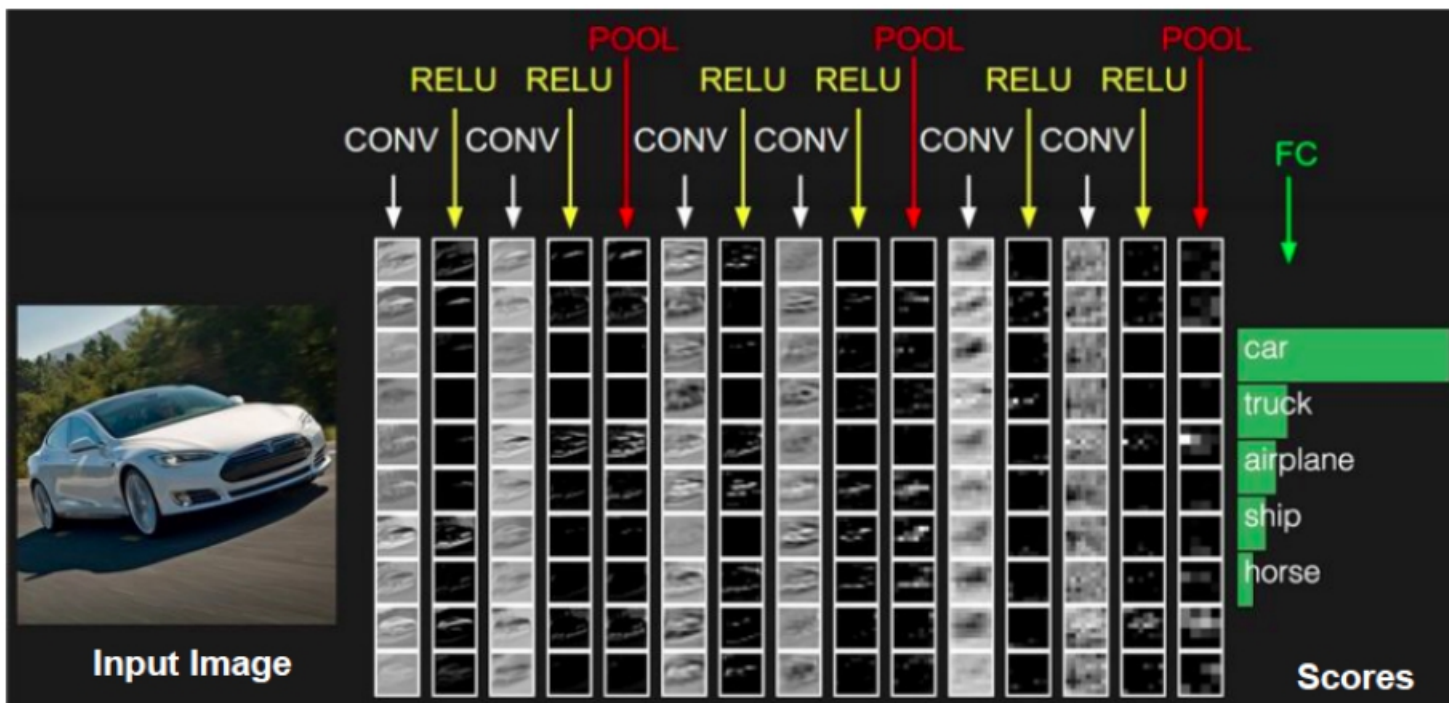 POOL POOL POOL
RELU RELU RELU RELU RELU RELU
CONV CONV CONV CONV CONV CONV
FC
car
truck
airplane
ship
horse
Input Image
Scores